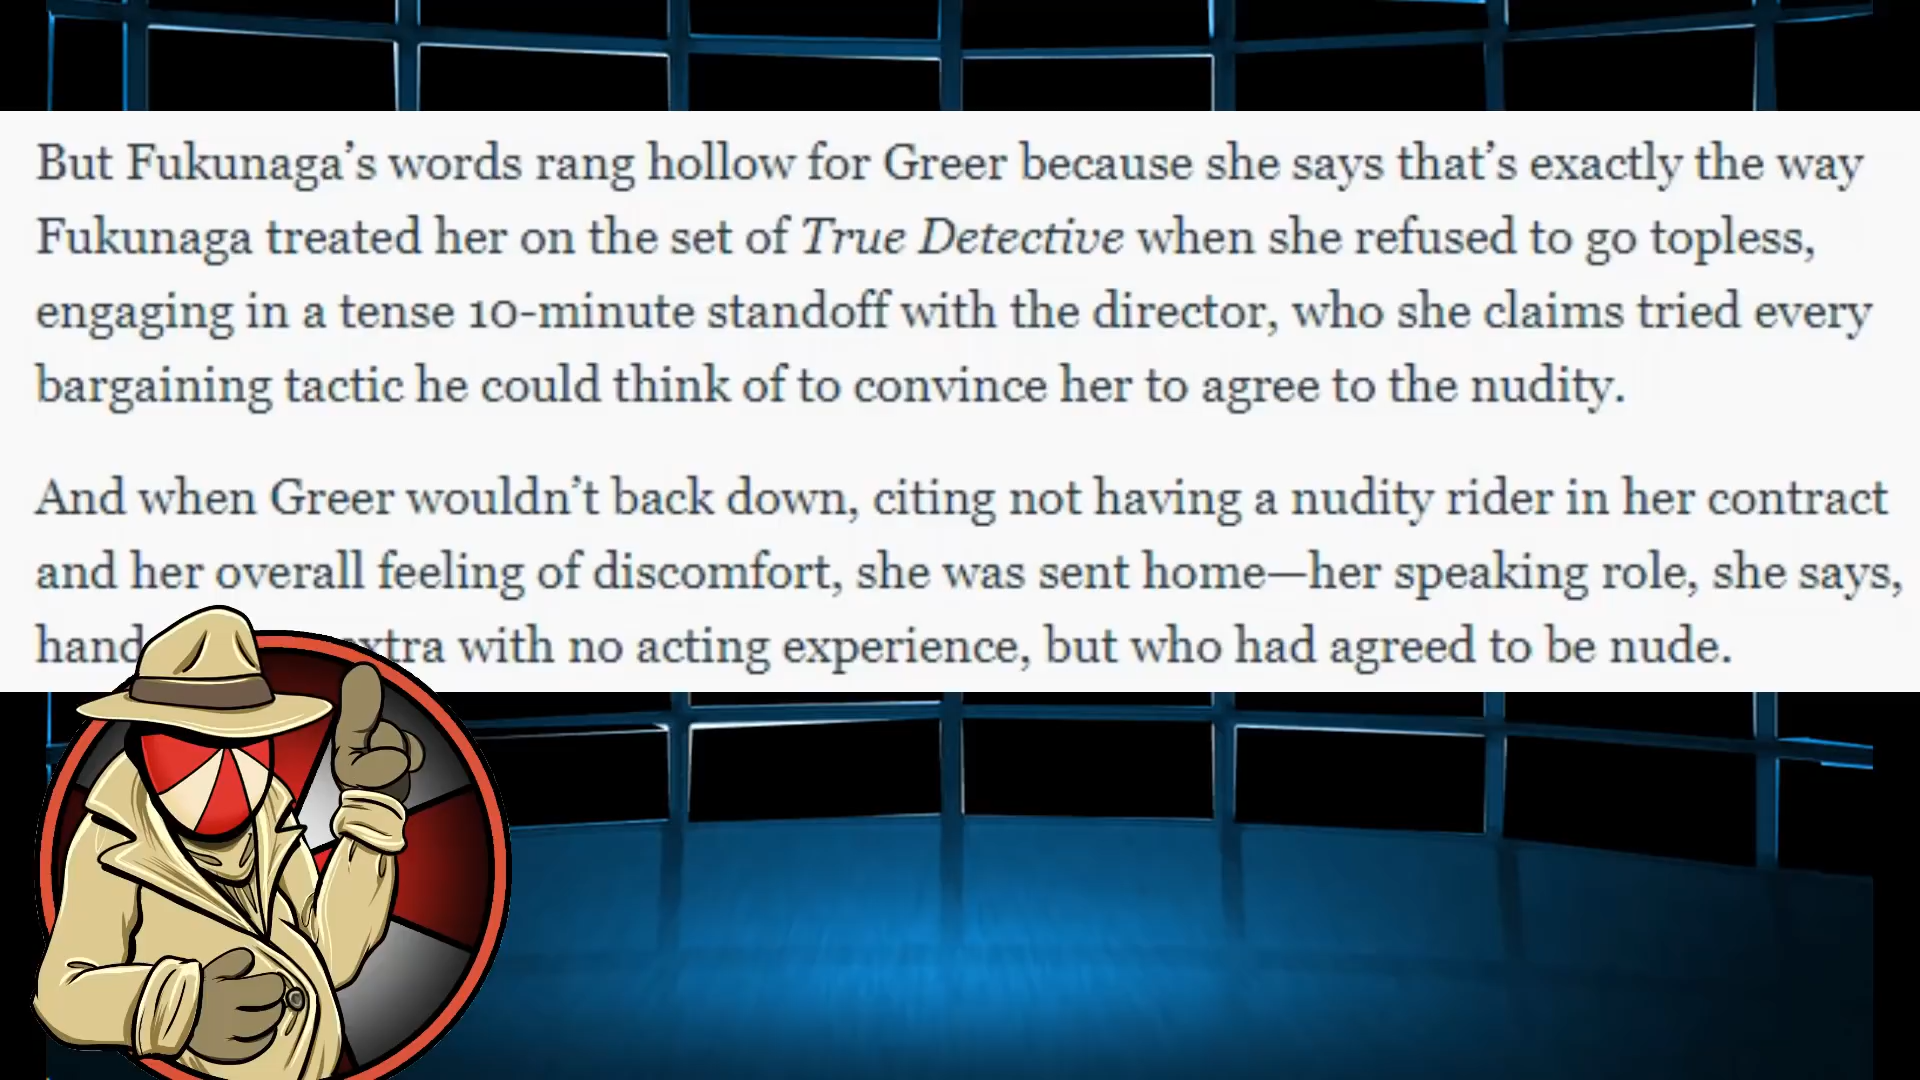 But Fukunaga’s words rang hollow for Greer because she says that’s exactly the way
Fukunaga treated her on the set of True Detective when she refused to go topless,
engaging in a tense 10-minute standoff with the director, who she claims tried every
bargaining tactic he could think of to convince her to agree to the nudity.
And when Greer wouldn’t back down, citing not having a nudity rider in her contract
and her overall feeling of discomfort, she was sent home—her speaking role, she says,
with no acting experience, but who had agreed to be nude.